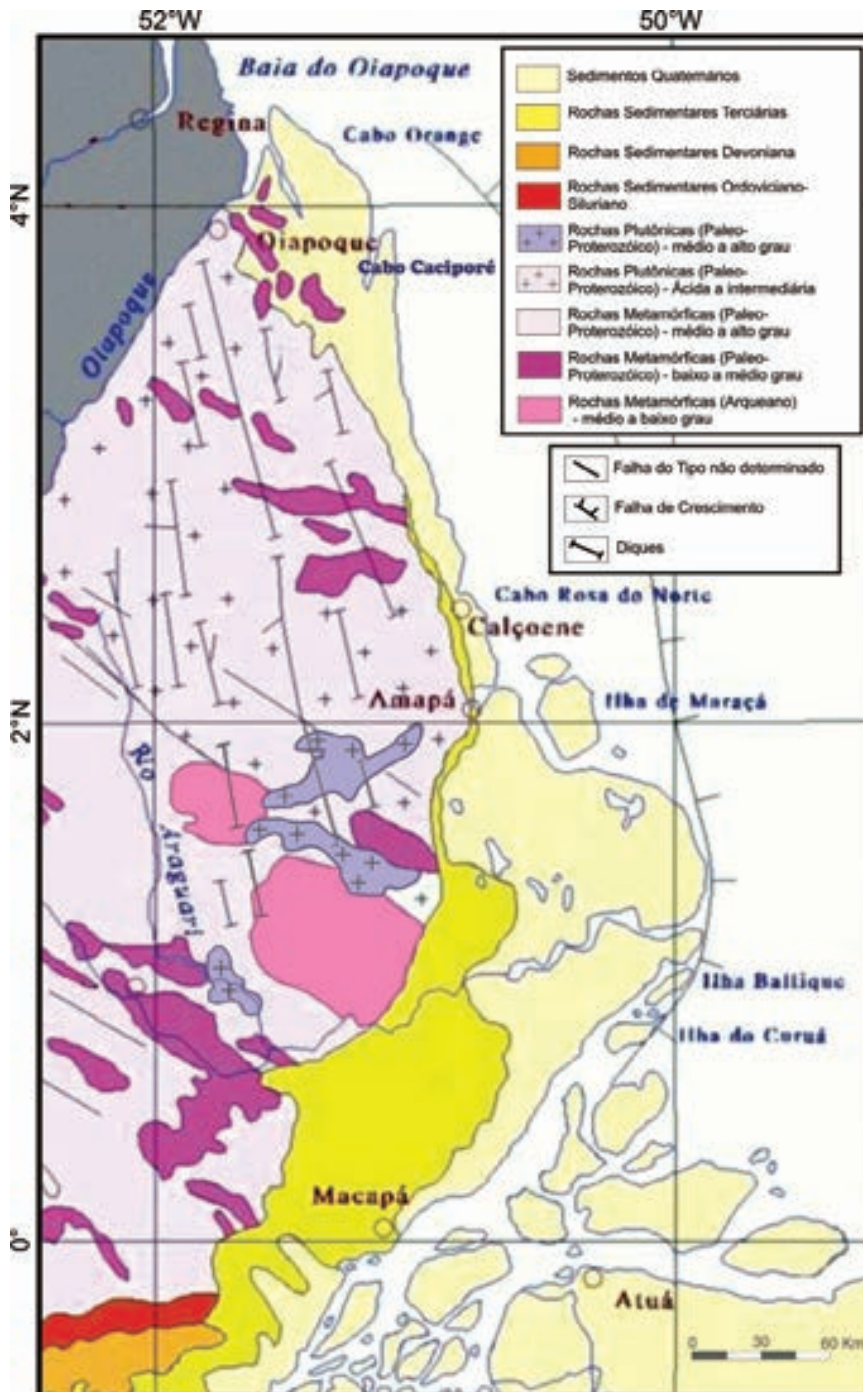 52°W
50°W
Baia do Oiapoque
Regina
Cabo Orange
4°N
Oiapoque
Cabo Caciporé
Oiapoque
Sedimentos Quaternários
Rochas Sedimentares Terciárias
Rochas Sedimentares Devoniana
Rochas Sedimentares Ordoviciano-
Siluriano
Rochas Plutônicas (Paleo-
Proterozóico) - médio a alto grau
Rochas Plutônicas (Paleo-
Proterozóico) - Ácida a intermediária
Rochas Metamórficas (Paleo-
Proterozóico) - médio a alto grau
Rochas Metamórficas (Paleo-
Proterozóico) - baixo a médio grau
Rochas Metamórficas (Arqueano)
- médio a baixo grau
Falha do Tipo não determinado
Falha de Crescimento
Diques
Cabo Rosa do Norte
Calçoene
Amapá
Ilha de Maraçá
2°N
Rio
Araguari
Ilha Bailique
Ilha do Curuá
Macapá
0°
Afuá
0 30 60 Km